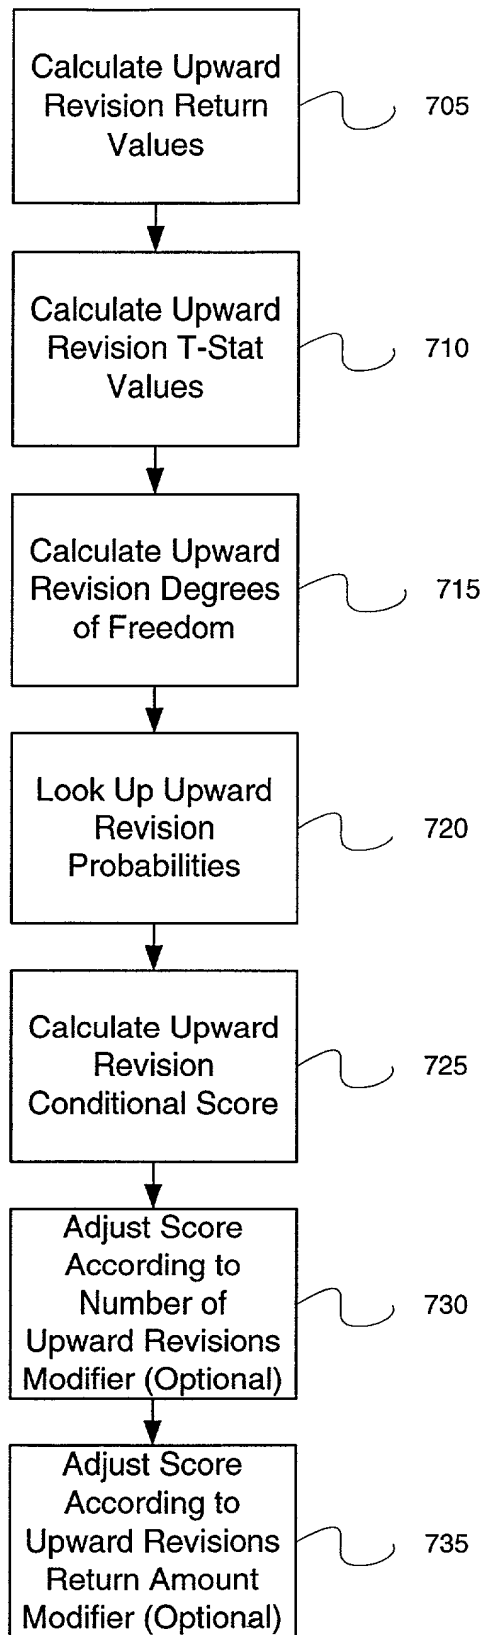 Calculate Upward
Revision Return
Values
705
Calculate Upward
Revision T-Stat
Values
710
Calculate Upward
Revision Degrees
of Freedom
715
Look Up Upward
Revision
Probabilities
720
Calculate Upward
Revision
Conditional Score
725
Adjust Score
According to
Number of
Upward Revisions
Modifier (Optional)
730
Adjust Score
According to
Upward Revisions
Return Amount
Modifier (Optional)
735